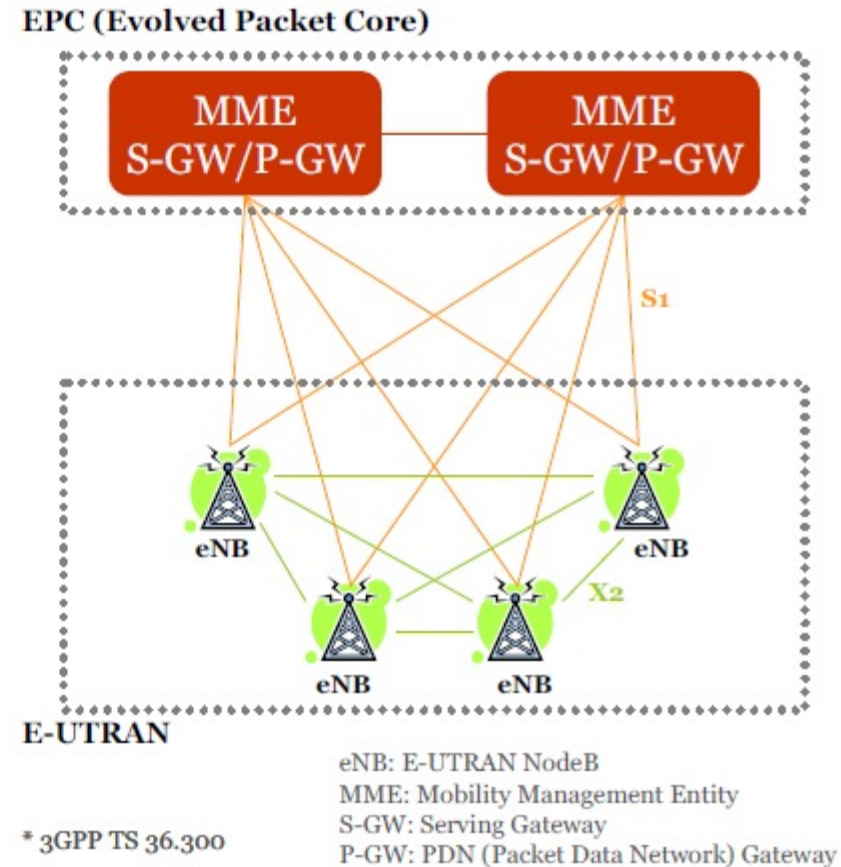 EPC (Evolved Packet Core)
MME
S-GW/P-GW
MME
S-GW/P-GW
S1
eNB
eNB
X2
eNB
eNB
E-UTRAN
eNB: E-UTRAN NodeB
MME: Mobility Management Entity
S-GW: Serving Gateway
P-GW: PDN (Packet Data Network) Gateway
* 3GPP TS 36.300